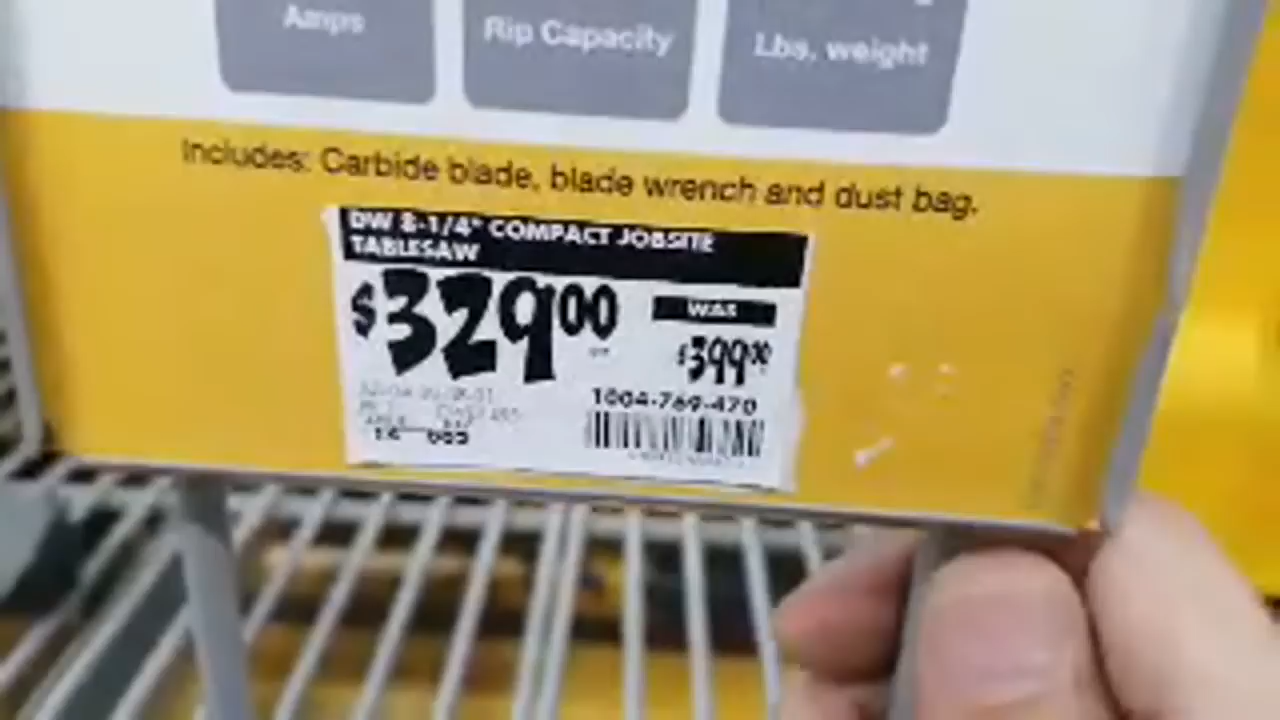 Amps
Rip Capacity
Lbs. weight
Includes: Carbide blade, blade wrench and dust bag.
DW 8-1/4" COMPACT JOBSITE
TABLESAW
$329.00
WAS
$399.00
1004-769-470